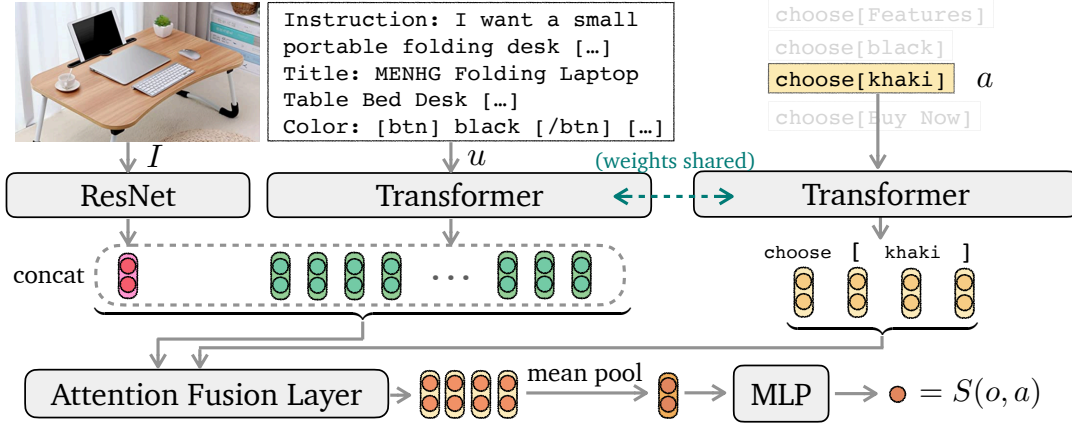 Instruction: I want a small
portable folding desk […]
Title: MENHG Folding Laptop
Table Bed Desk […]
Color: [btn] black [/btn] […]
choose[Features]
choose[black]
choose[khaki] a
choose[Buy Now]
I
u
(weights shared)
ResNet
Transformer
Transformer
choose [ khaki ]
concat
...
Attention Fusion Layer
mean pool
MLP
= S(o, a)